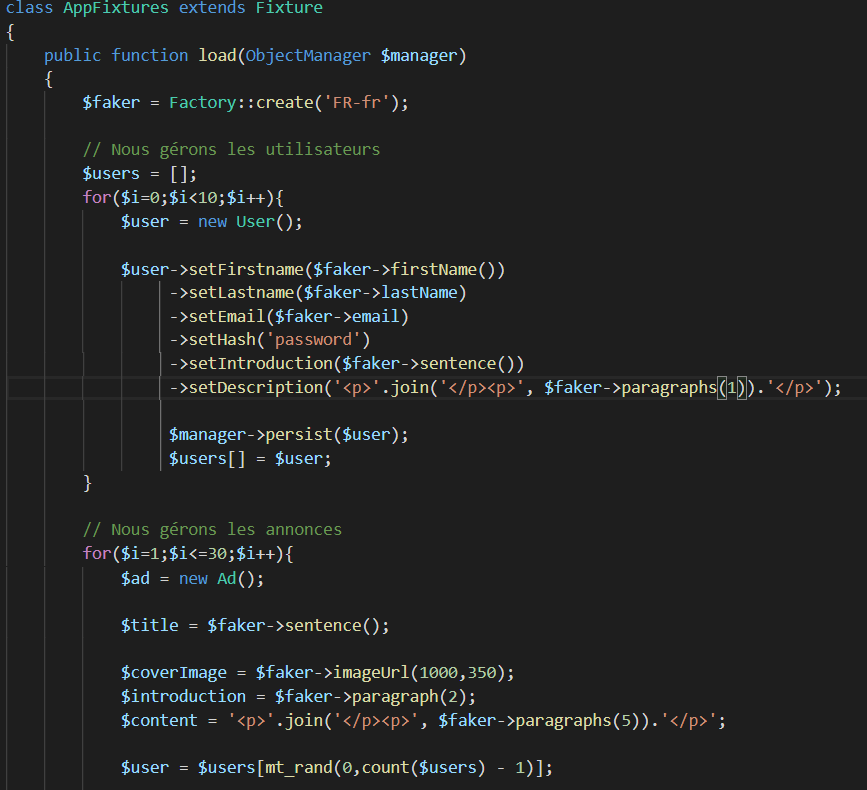 class AppFixtures extends Fixture
{
public function load(ObjectManager $manager)
{
$faker = Factory::create('FR-fr');
// Nous gérons les utilisateurs
$users = [];
for($i=0;$i<10;$i++){
$user = new User();
$user->setFirstname($faker->firstName())
->setLastname($faker->lastName)
->setEmail($faker->email)
->setHash('password')
->setIntroduction($faker->sentence())
->setDescription('<p>'.join('</p><p>', $faker->paragraphs(1)).'</p>');
$manager->persist($user);
$users[] = $user;
}
// Nous gérons les annonces
for($i=1;$i<=30;$i++){
$ad = new Ad();
$title = $faker->sentence();
$coverImage = $faker->imageUrl(1000,350);
$introduction = $faker->paragraph(2);
$content = '<p>'.join('</p><p>', $faker->paragraphs(5)).'</p>';
$user = $users[mt_rand(0,count($users) - 1)];